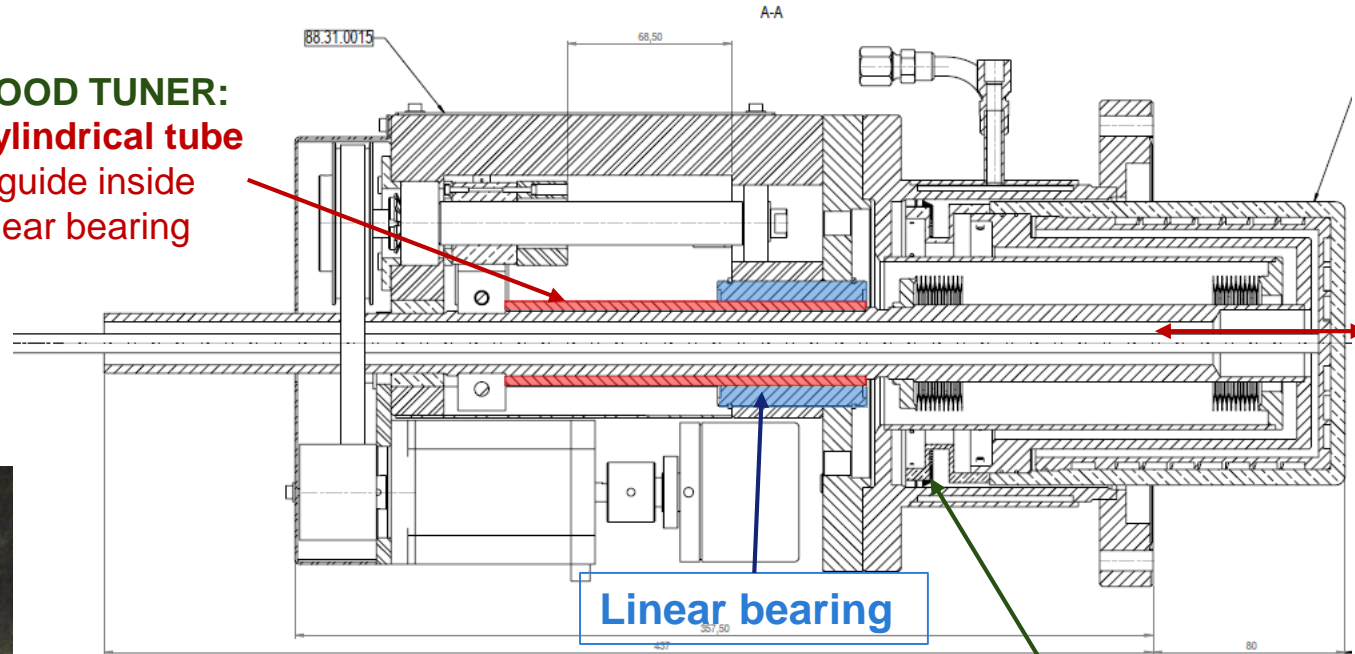 A-A
88.31.0015
68,50
OOD TUNER:
ylindrical tube
guide inside
ear bearing
Linear bearing
357,50
437
80